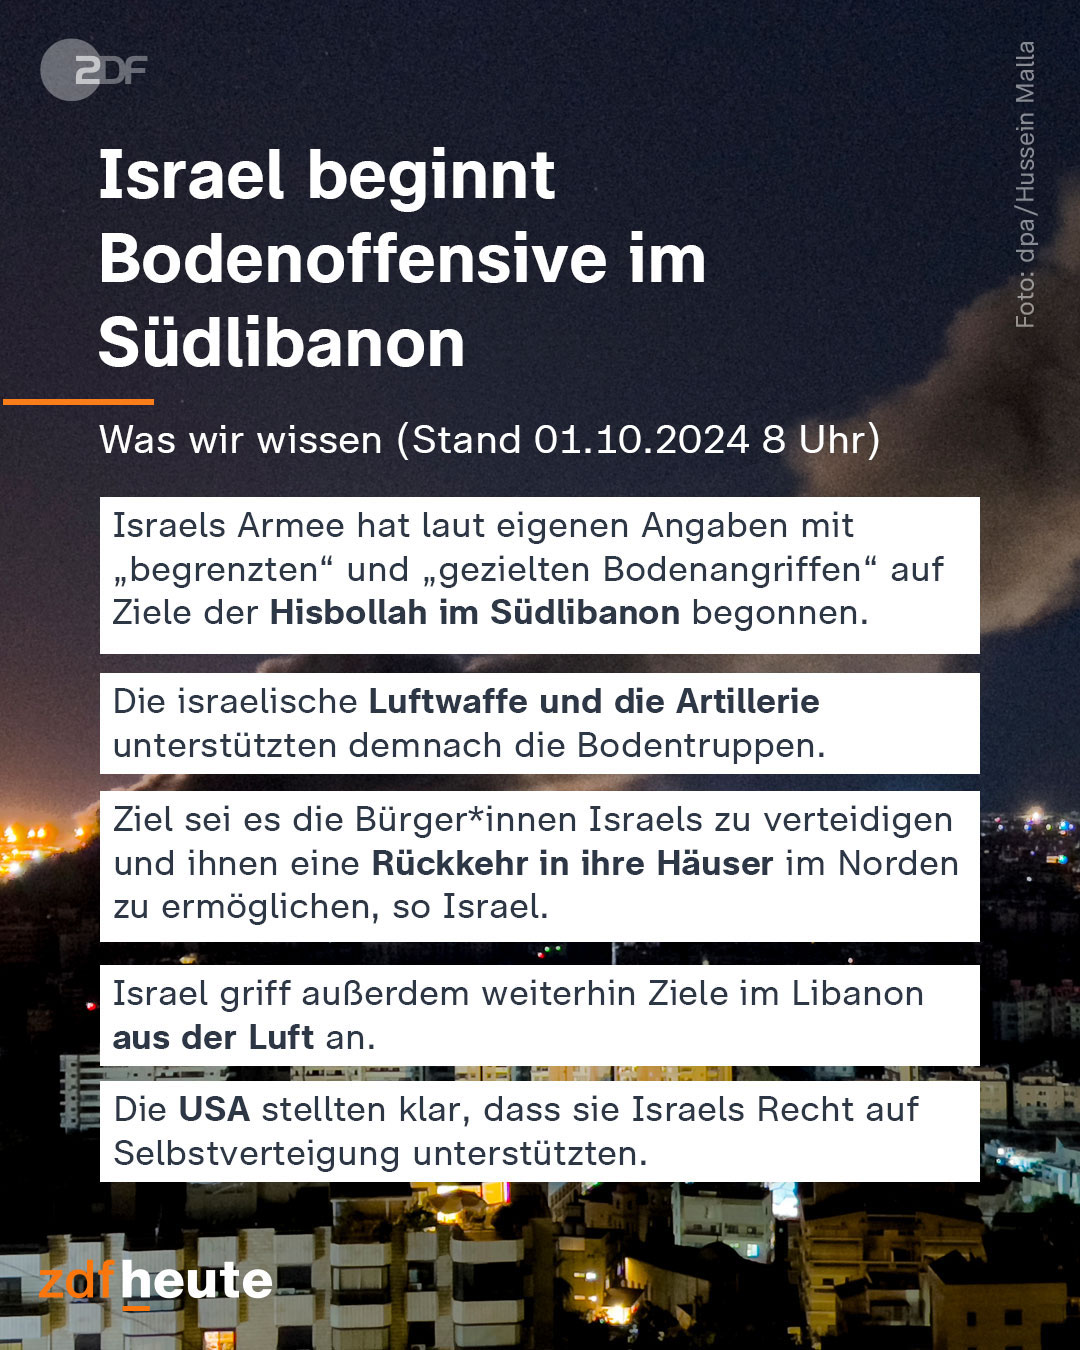 ZDF
Foto: dpa/Hussein Malla
Israel beginnt
Bodenoffensive im
Südlibanon
Was wir wissen (Stand 01.10.2024 8 Uhr)
Israels Armee hat laut eigenen Angaben mit
„begrenzten“ und „gezielten Bodenangriffen“ auf
Ziele der Hisbollah im Südlibanon begonnen.
Die israelische Luftwaffe und die Artillerie
unterstützten demnach die Bodentruppen.
Ziel sei es die Bürger*innen Israels zu verteidigen
und ihnen eine Rückkehr in ihre Häuser im Norden
zu ermöglichen, so Israel.
Israel griff außerdem weiterhin Ziele im Libanon
aus der Luft an.
Die USA stellten klar, dass sie Israels Recht auf
Selbstverteigung unterstützten.
zdfheute